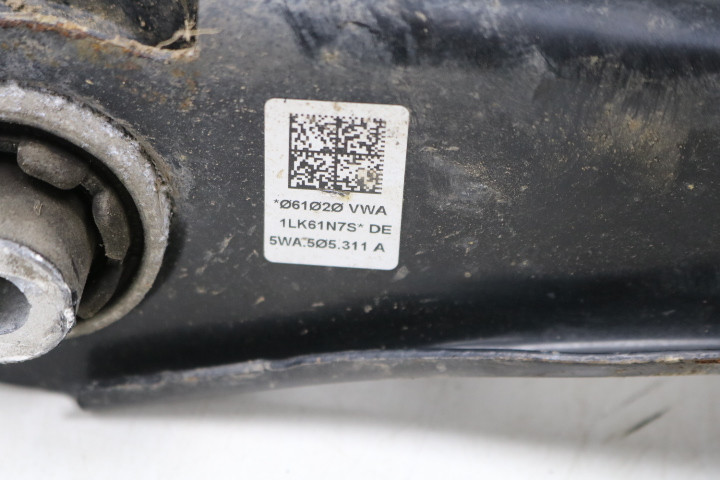 *Ø61Ø2Ø VWA
1LK61N7S* DE
5WA.5Ø5.311 A